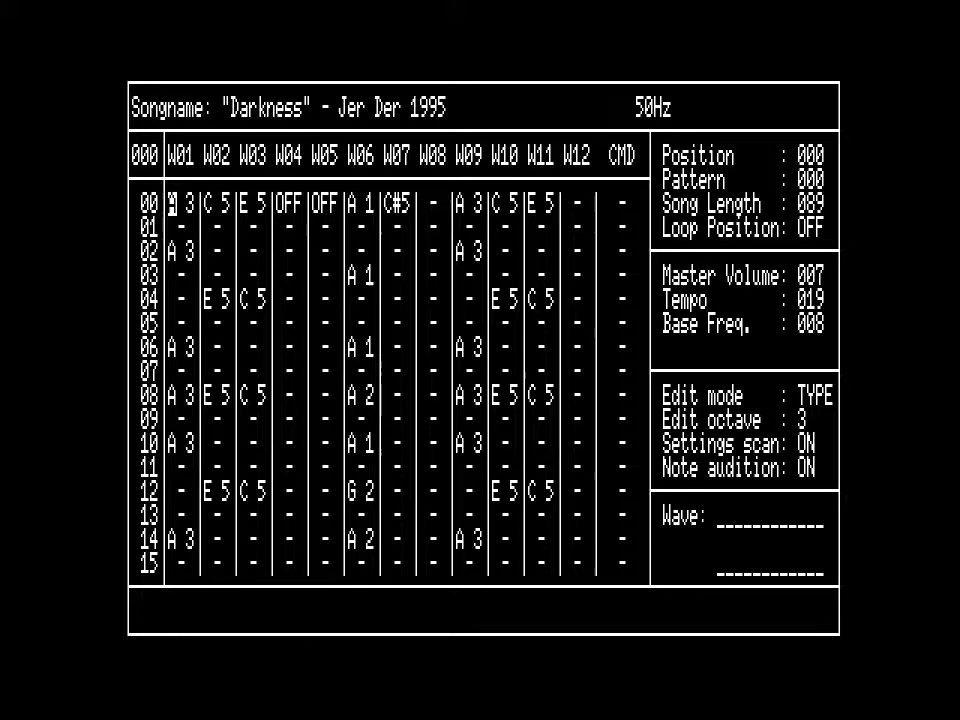 Songname: "Darkness" - Jer Der 1995 50Hz
000 W01 W02 W03 W04 W05 W06 W07 W08 W09 W10 W11 W12 CMD
00 A 3 C 5 E 5 OFF OFF A 1 C#5 - A 3 C 5 E 5 - -
01 - - - - - - - - - - - - -
02 A 3 - - - - - - - A 3 - - - -
03 - - - - - A 1 - - - - - - -
04 - E 5 C 5 - - - - - - E 5 C 5 - -
05 - - - - - - - - - - - - -
06 A 3 - - - - A 1 - - A 3 - - - -
07 - - - - - - - - - - - - -
08 A 3 E 5 C 5 - - A 2 - - A 3 E 5 C 5 - -
09 - - - - - - - - - - - - -
10 A 3 - - - - A 1 - - A 3 - - - -
11 - - - - - - - - - - - - -
12 - E 5 C 5 - - G 2 - - - E 5 C 5 - -
13 - - - - - - - - - - - - -
14 A 3 - - - - A 2 - - A 3 - - - -
15 - - - - - - - - - - - - -
Position : 000
Pattern : 000
Song Length : 089
Loop Position: OFF
Master Volume: 007
Tempo : 019
Base Freq. : 008
Edit mode : TYPE
Edit octave : 3
Settings scan: ON
Note audition: ON
Wave: ____________
____________